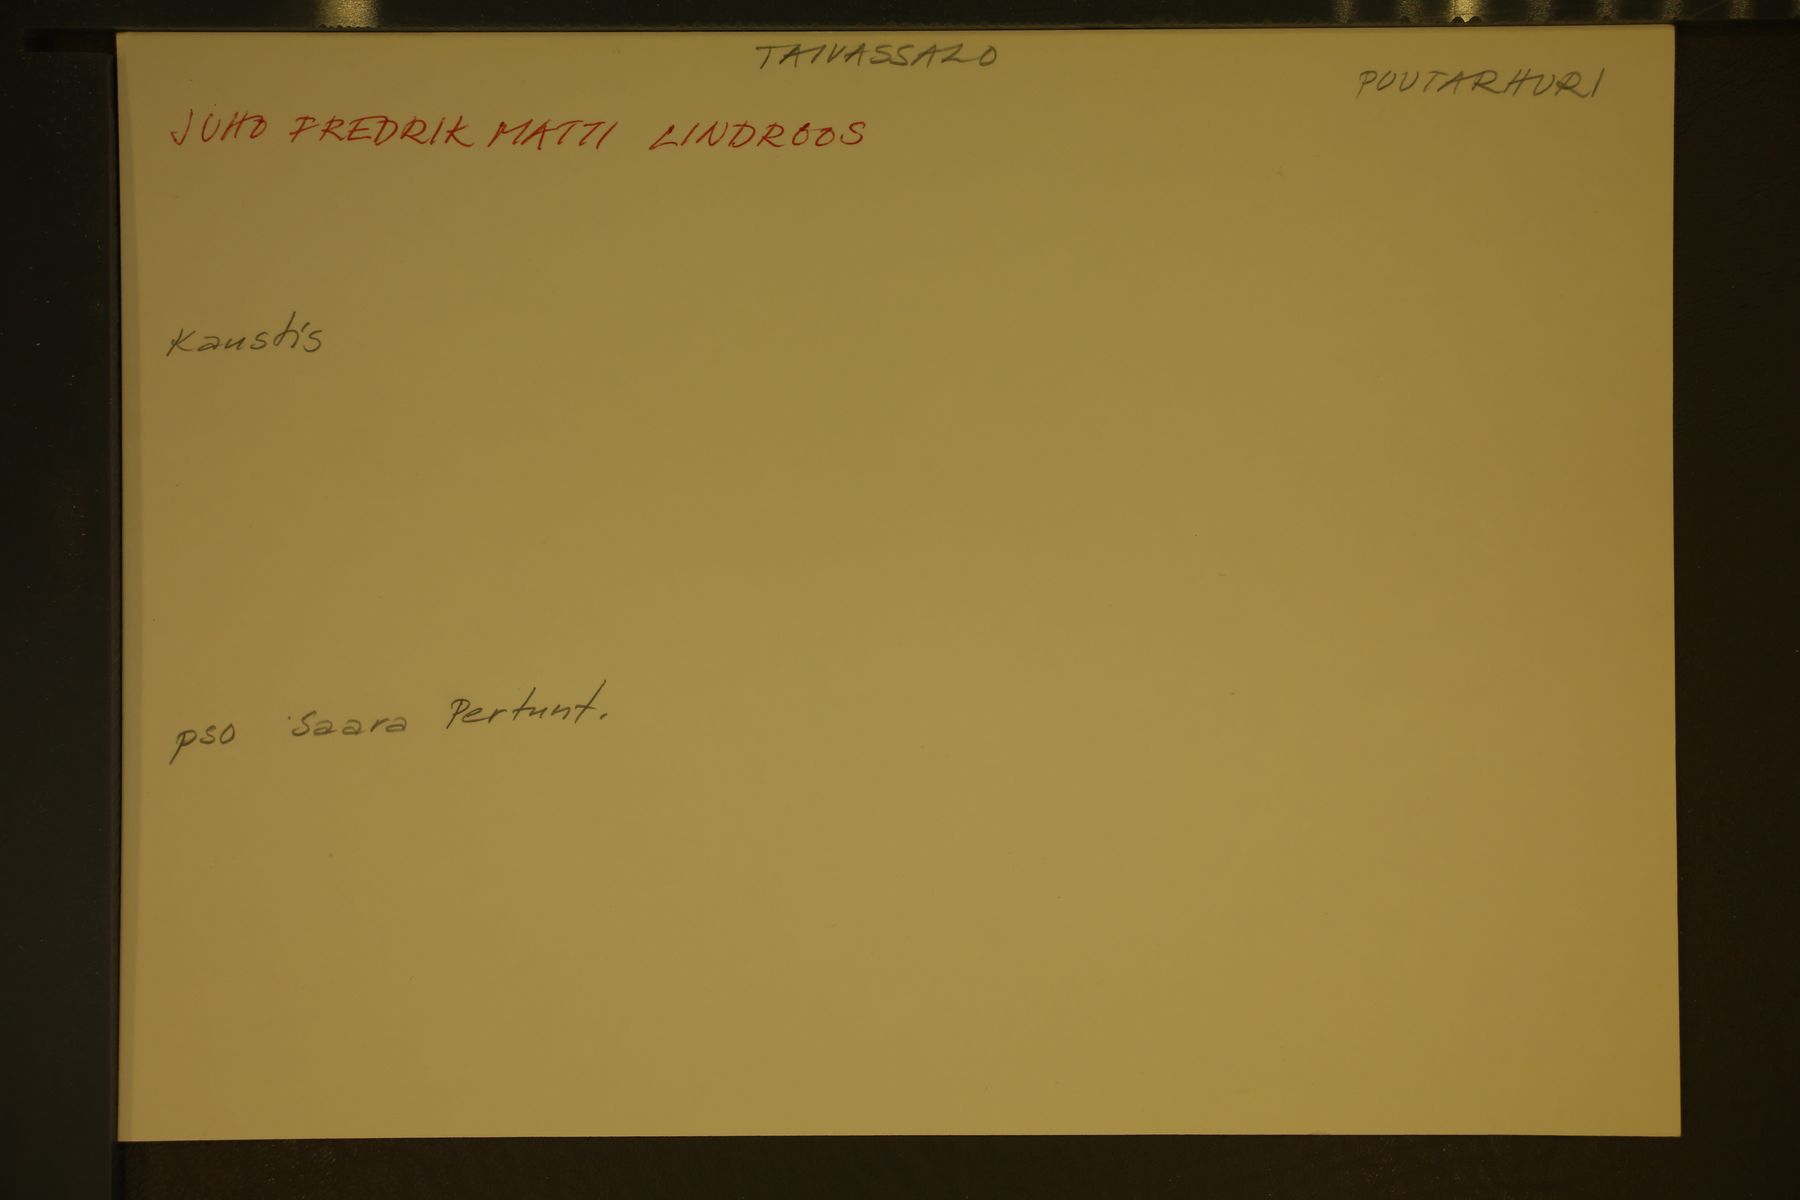 TAIVASSALO
POUTARHURI
JUHO FREDRIK MATTI LINDROOS
Kaustis
pso Saara Pertunt.